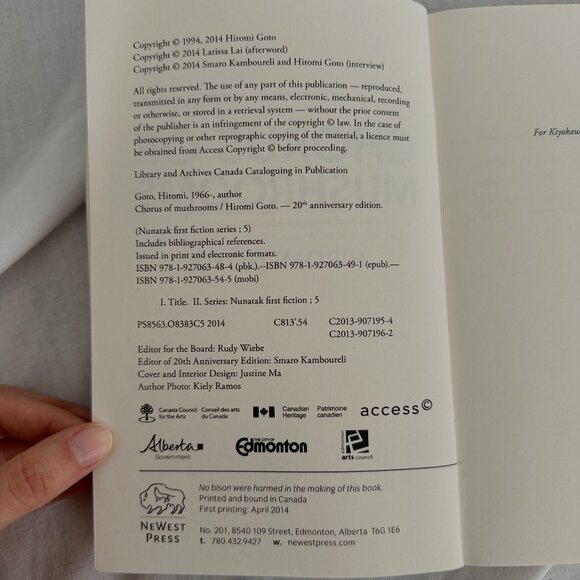 Copyright © 1994, 2014 Hiromi Goto
Copyright © 2014 Larissa Lai (afterword)
Copyright © 2014 Smaro Kamboureli and Hiromi Goto (interview)
All rights reserved. The use of any part of this publication — reproduced,
transmitted in any form or by any means, electronic, mechanical, recording
or otherwise, or stored in a retrieval system — without the prior consent
of the publisher is an infringement of the copyright © law. In the case of
photocopying or other reprographic copying of the material, a licence must
be obtained from Access Copyright © before proceeding.
Library and Archives Canada Cataloguing in Publication
Goto, Hiromi, 1966-, author
Chorus of mushrooms / Hiromi Goto. — 20th anniversary edition.
(Nunatak first fiction series ; 5)
Includes bibliographical references.
Issued in print and electronic formats.
ISBN 978-1-927063-48-4 (pbk.).--ISBN 978-1-927063-49-1 (epub).—
ISBN 978-1-927063-54-5 (mobi)
I. Title. II. Series: Nunatak first fiction ; 5
PS8563.O8383C5 2014 C813'.54 C2013-907195-4
C2013-907196-2
Editor for the Board: Rudy Wiebe
Editor of 20th Anniversary Edition: Smaro Kamboureli
Cover and Interior Design: Justine Ma
Author Photo: Kiely Ramos
Canada Council for the Arts Conseil des arts du Canada
Canadian Heritage Patrimoine canadien
access©
Alberta Government
THE CITY OF Edmonton
edmonton arts council
No bison were harmed in the making of this book.
Printed and bound in Canada
First printing: April 2014
NEWEST PRESS
No. 201, 8540 109 Street, Edmonton, Alberta T6G 1E6
t. 780.432.9427 w. newestpress.com
For Kiyokaw